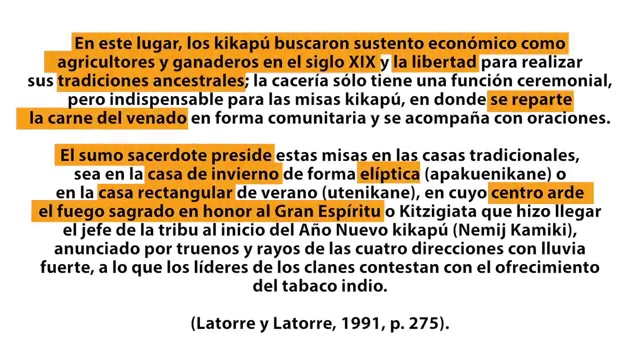 En este lugar, los kikapú buscaron sustento económico como
agricultores y ganaderos en el siglo XIX y la libertad para realizar
sus tradiciones ancestrales; la cacería sólo tiene una función ceremonial,
pero indispensable para las misas kikapú, en donde se reparte
la carne del venado en forma comunitaria y se acompaña con oraciones.
El sumo sacerdote preside estas misas en las casas tradicionales,
sea en la casa de invierno de forma elíptica (apakuenikane) o
en la casa rectangular de verano (utenikane), en cuyo centro arde
el fuego sagrado en honor al Gran Espíritu o Kitzigiata que hizo llegar
el jefe de la tribu al inicio del Año Nuevo kikapú (Nemij Kamiki),
anunciado por truenos y rayos de las cuatro direcciones con lluvia
fuerte, a lo que los líderes de los clanes contestan con el ofrecimiento
del tabaco indio.
(Latorre y Latorre, 1991, p. 275).